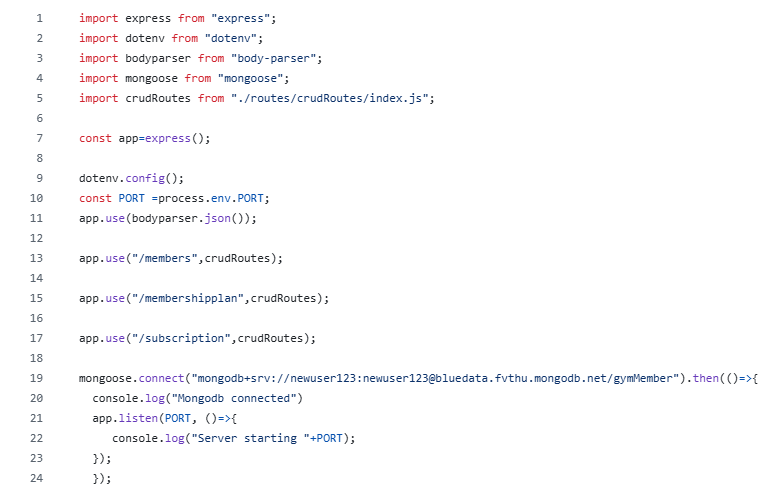 1 import express from "express";
2 import dotenv from "dotenv";
3 import bodyparser from "body-parser";
4 import mongoose from "mongoose";
5 import crudRoutes from "./routes/crudRoutes/index.js";
6
7 const app=express();
8
9 dotenv.config();
10 const PORT =process.env.PORT;
11 app.use(bodyparser.json());
12
13 app.use("/members",crudRoutes);
14
15 app.use("/membershipplan",crudRoutes);
16
17 app.use("/subscription",crudRoutes);
18
19 mongoose.connect("mongodb+srv://newuser123:newuser123@bluedata.fvthu.mongodb.net/gymMember").then(()=>{
20 console.log("Mongodb connected")
21 app.listen(PORT, ()=>{
22 console.log("Server starting "+PORT);
23 });
24 });